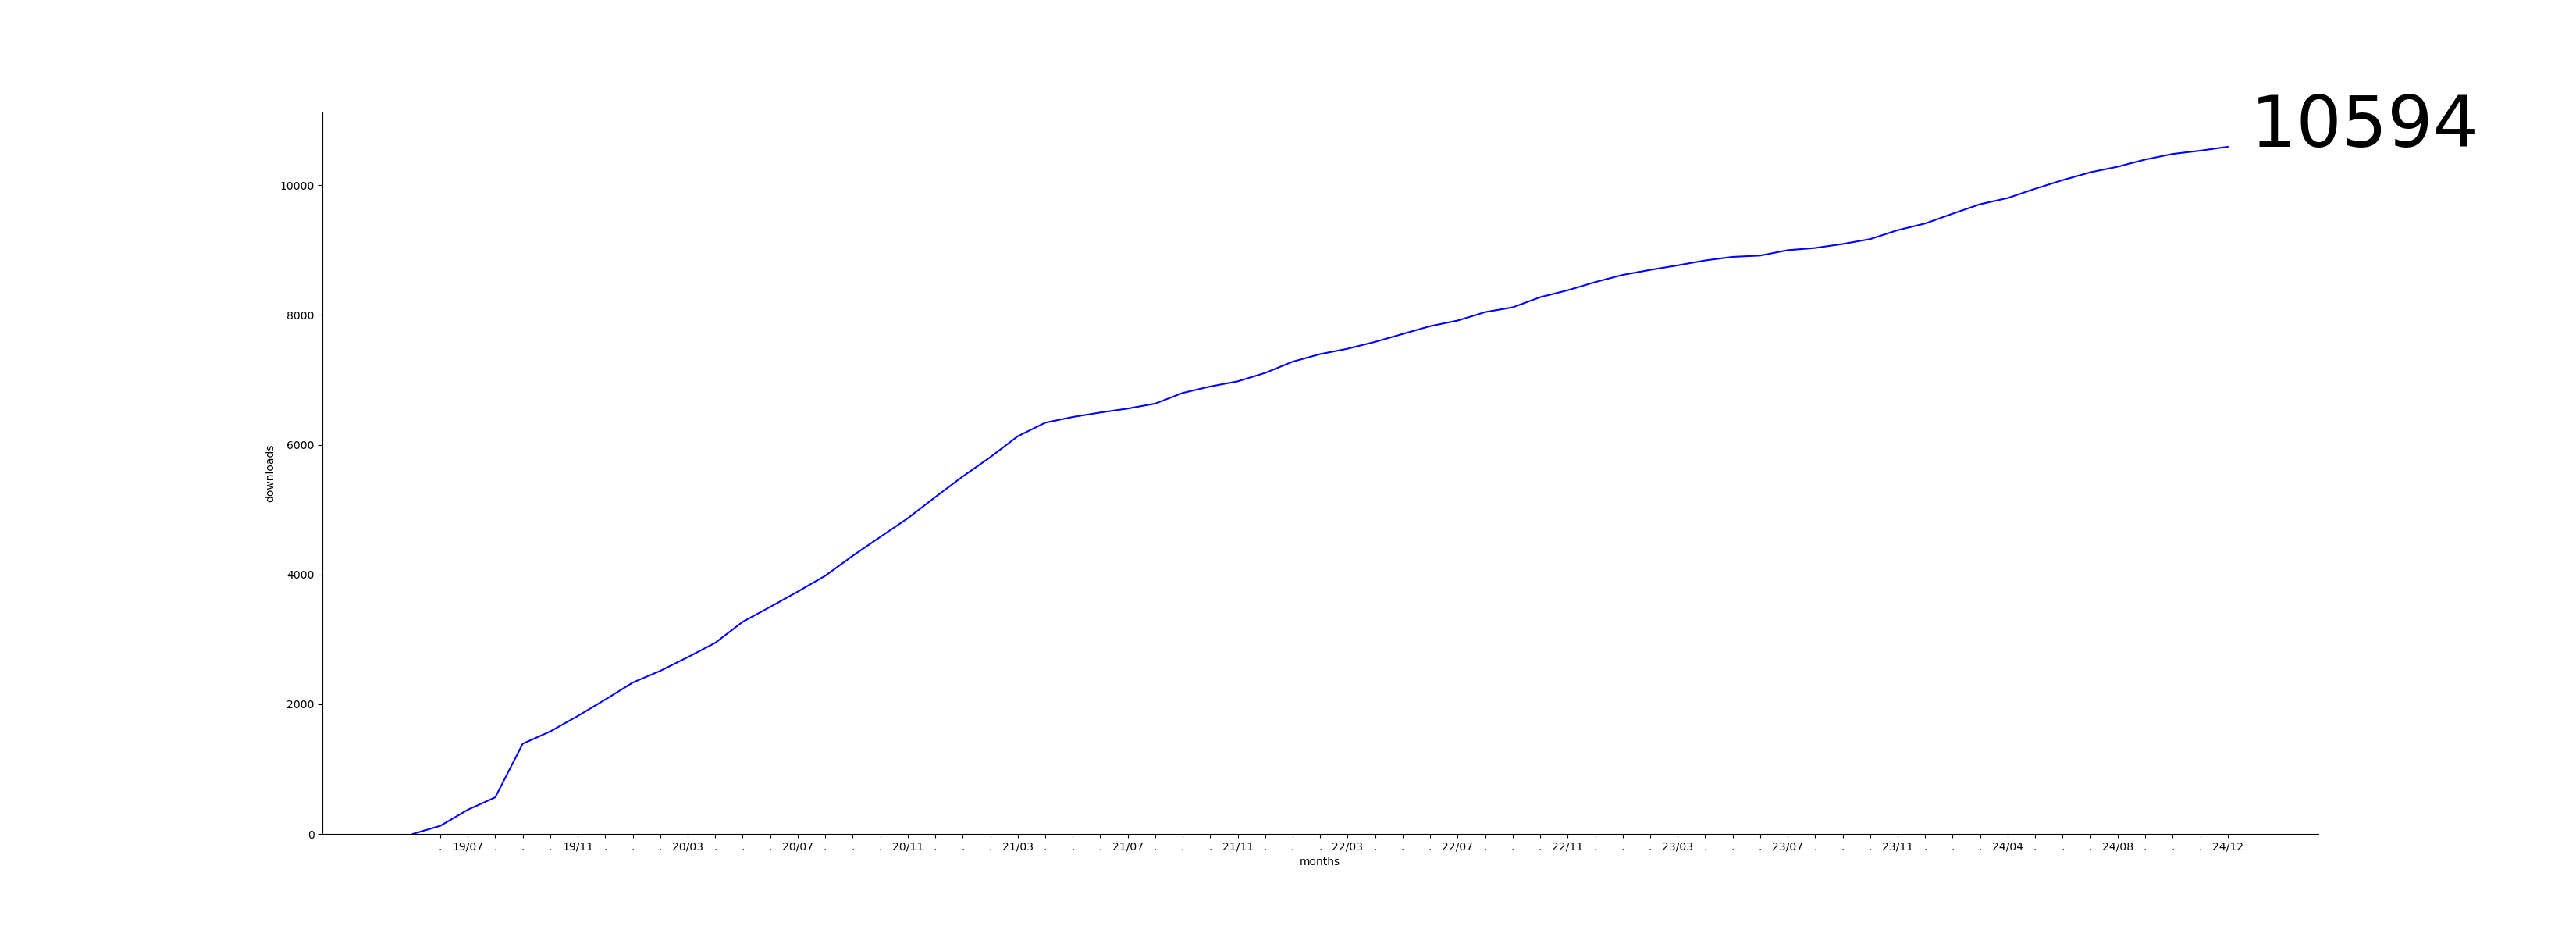 10594
10000
8000
6000
4000
2000
0
downloads
. 19/07 . . . 19/11 . . . 20/03 . . . 20/07 . . . 20/11 . . . 21/03 . . . 21/07 . . . 21/11 . . . 22/03 . . . 22/07 . . . 22/11 . . . 23/03 . . . 23/07 . . . 23/11 . . . 24/04 . . . 24/08 . . . 24/12
months